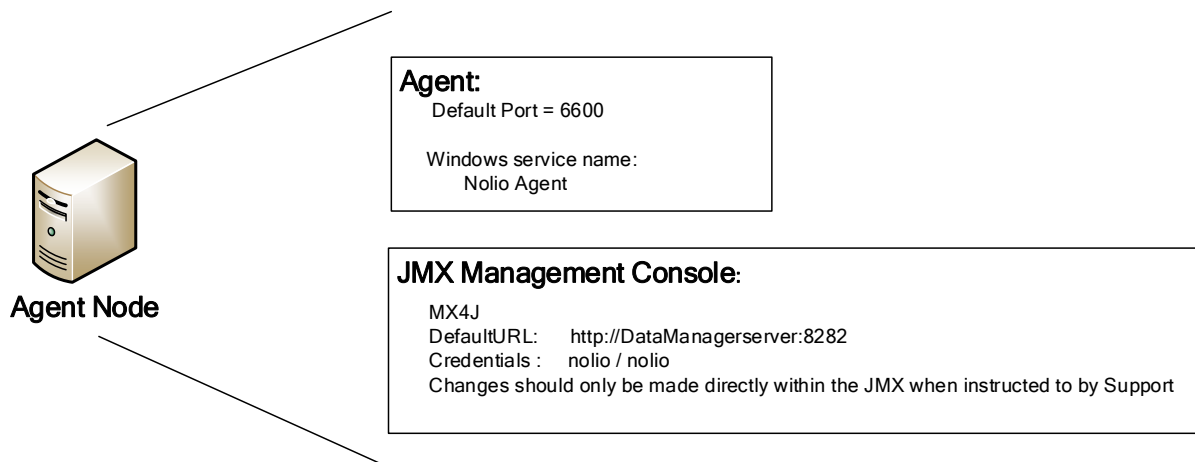 Agent:
Default Port = 6600
Windows service name:
Nolio Agent
Agent Node
JMX Management Console:
MX4J
DefaultURL: http://DataManagerserver:8282
Credentials : nolio / nolio
Changes should only be made directly within the JMX when instructed to by Support